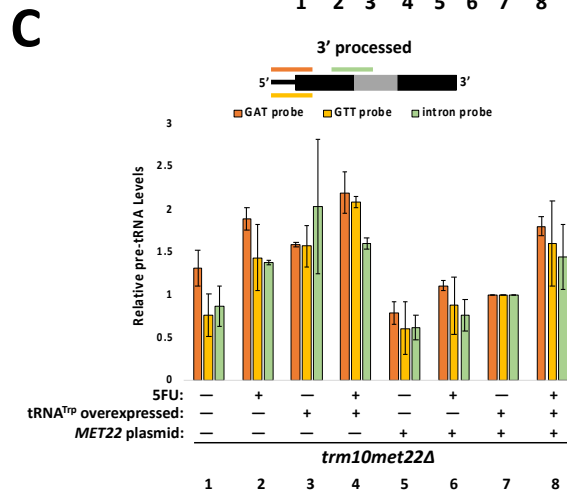 1 2 3 4 5 6 7 8
C
3′ processed
5′ 3′
GAT probe GTT probe intron probe
Relative pre-tRNA Levels
3
2.5
2
1.5
1
0.5
0
5FU: — + — + — + — +
tRNATrp overexpressed: — — + + — — + +
MET22 plasmid: — — — — + + + +
trm10met22Δ
1 2 3 4 5 6 7 8